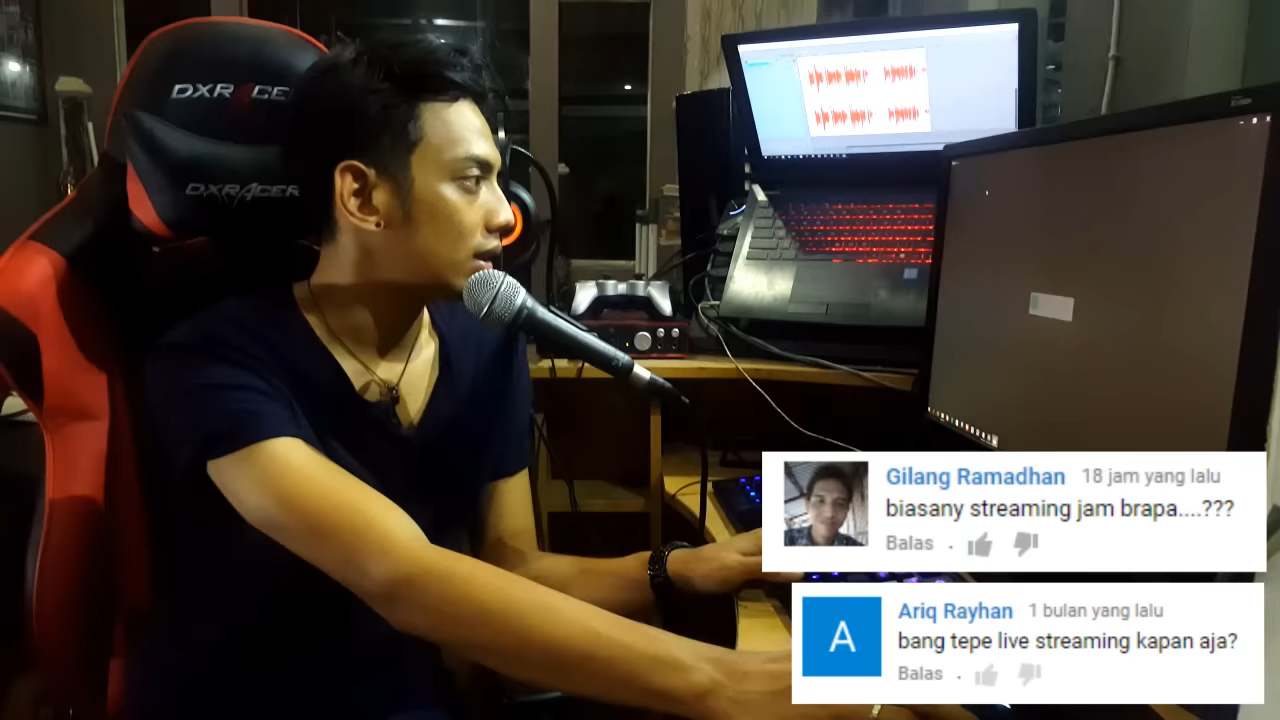 DXRACE
DXRACER
Gilang Ramadhan 18 jam yang lalu
biasany streaming jam brapa....???
Balas .
A
Ariq Rayhan 1 bulan yang lalu
bang tepe live streaming kapan aja?
Balas .